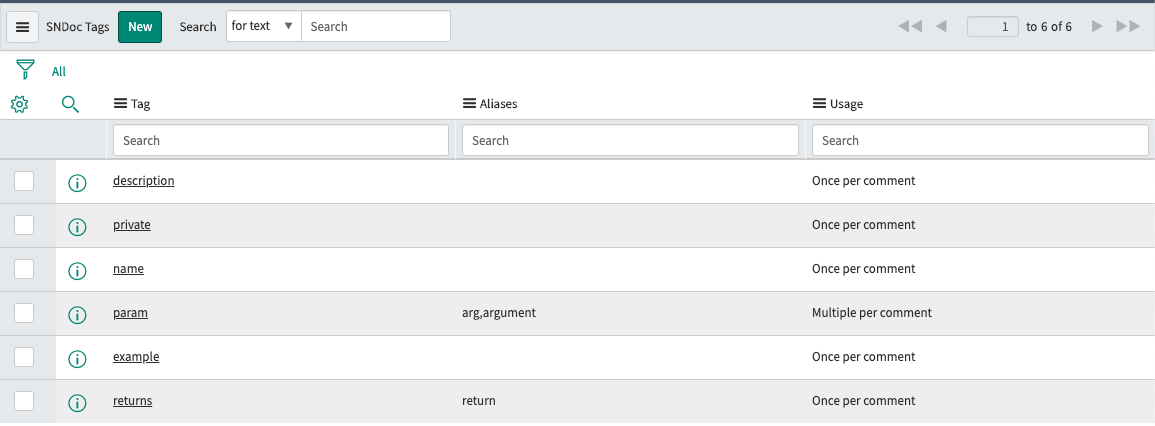 SNDoc Tags New Search for text ▼ Search 1 to 6 of 6
All
Tag Aliases Usage
Search Search Search
description Once per comment
private Once per comment
name Once per comment
param arg,argument Multiple per comment
example Once per comment
returns return Once per comment